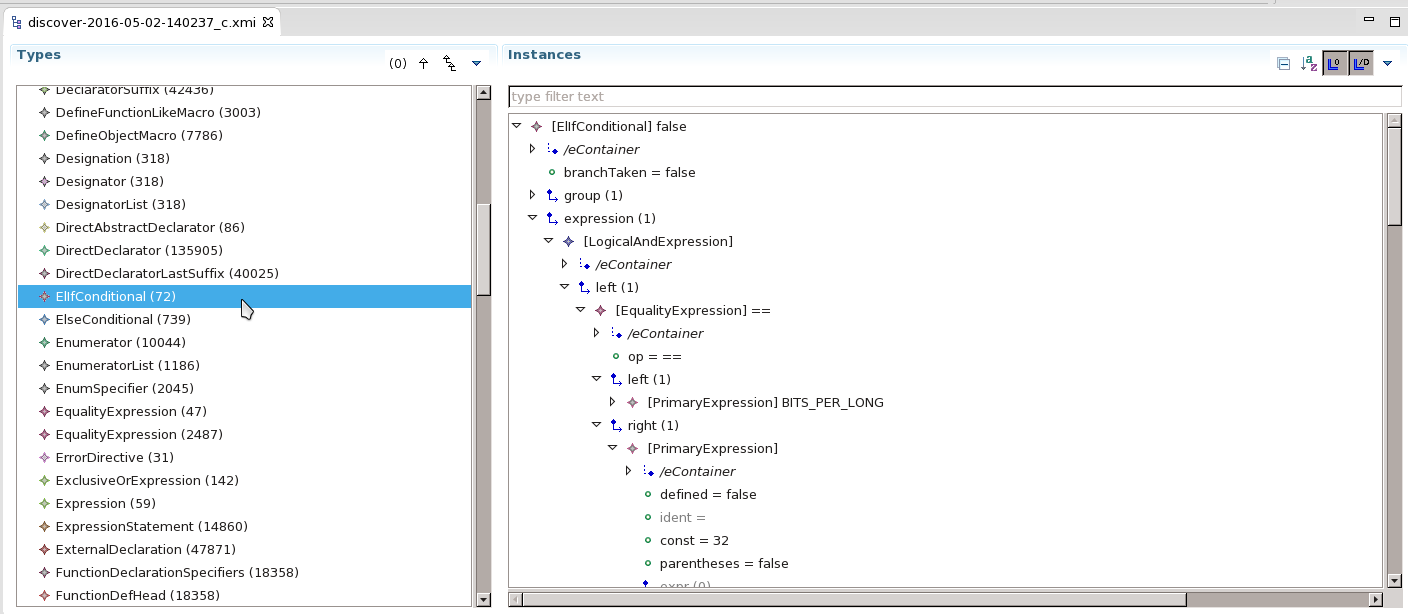 discover-2016-05-02-140237_c.xmi
Types
(0)
DeclaratorSuffix (42436)
DefineFunctionLikeMacro (3003)
DefineObjectMacro (7786)
Designation (318)
Designator (318)
DesignatorList (318)
DirectAbstractDeclarator (86)
DirectDeclarator (135905)
DirectDeclaratorLastSuffix (40025)
ElIfConditional (72)
ElseConditional (739)
Enumerator (10044)
EnumeratorList (1186)
EnumSpecifier (2045)
EqualityExpression (47)
EqualityExpression (2487)
ErrorDirective (31)
ExclusiveOrExpression (142)
Expression (59)
ExpressionStatement (14860)
ExternalDeclaration (47871)
FunctionDeclarationSpecifiers (18358)
FunctionDefHead (18358)
Instances
type filter text
[ElIfConditional] false
/eContainer
branchTaken = false
group (1)
expression (1)
[LogicalAndExpression]
/eContainer
left (1)
[EqualityExpression] ==
/eContainer
op = ==
left (1)
[PrimaryExpression] BITS_PER_LONG
right (1)
[PrimaryExpression]
/eContainer
defined = false
ident =
const = 32
parentheses = false
expr (0)